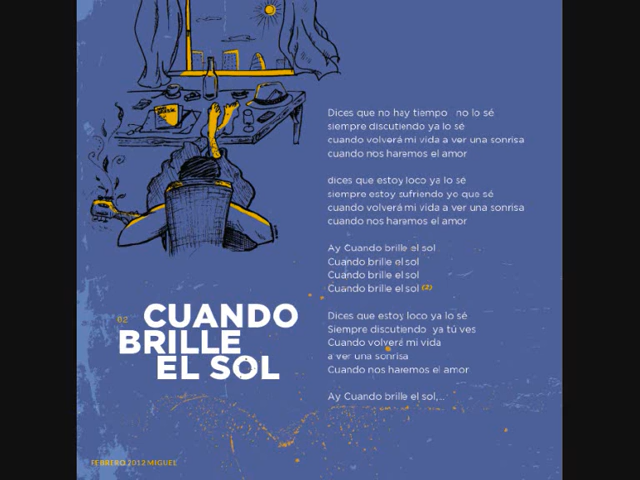 Dices que no hay tiempo no lo sé
siempre discutiendo ya lo sé
cuando volverá mi vida a ver una sonrisa
cuando nos haremos el amor
dices que estoy loco ya lo sé
siempre estoy sufriendo yo que sé
cuando volverá mi vida a ver una sonrisa
cuando nos haremos el amor
Ay Cuando brille el sol
Cuando brille el sol
Cuando brille el sol
Cuando brille el sol (2)
Dices que estoy loco ya lo sé
Siempre discutiendo ya tú ves
Cuando volverá mi vida
a ver una sonrisa
Cuando nos haremos el amor
Ay Cuando brille el sol,...
02 CUANDO
BRILLE
EL SOL
FEBRERO 2012 MIGUEL